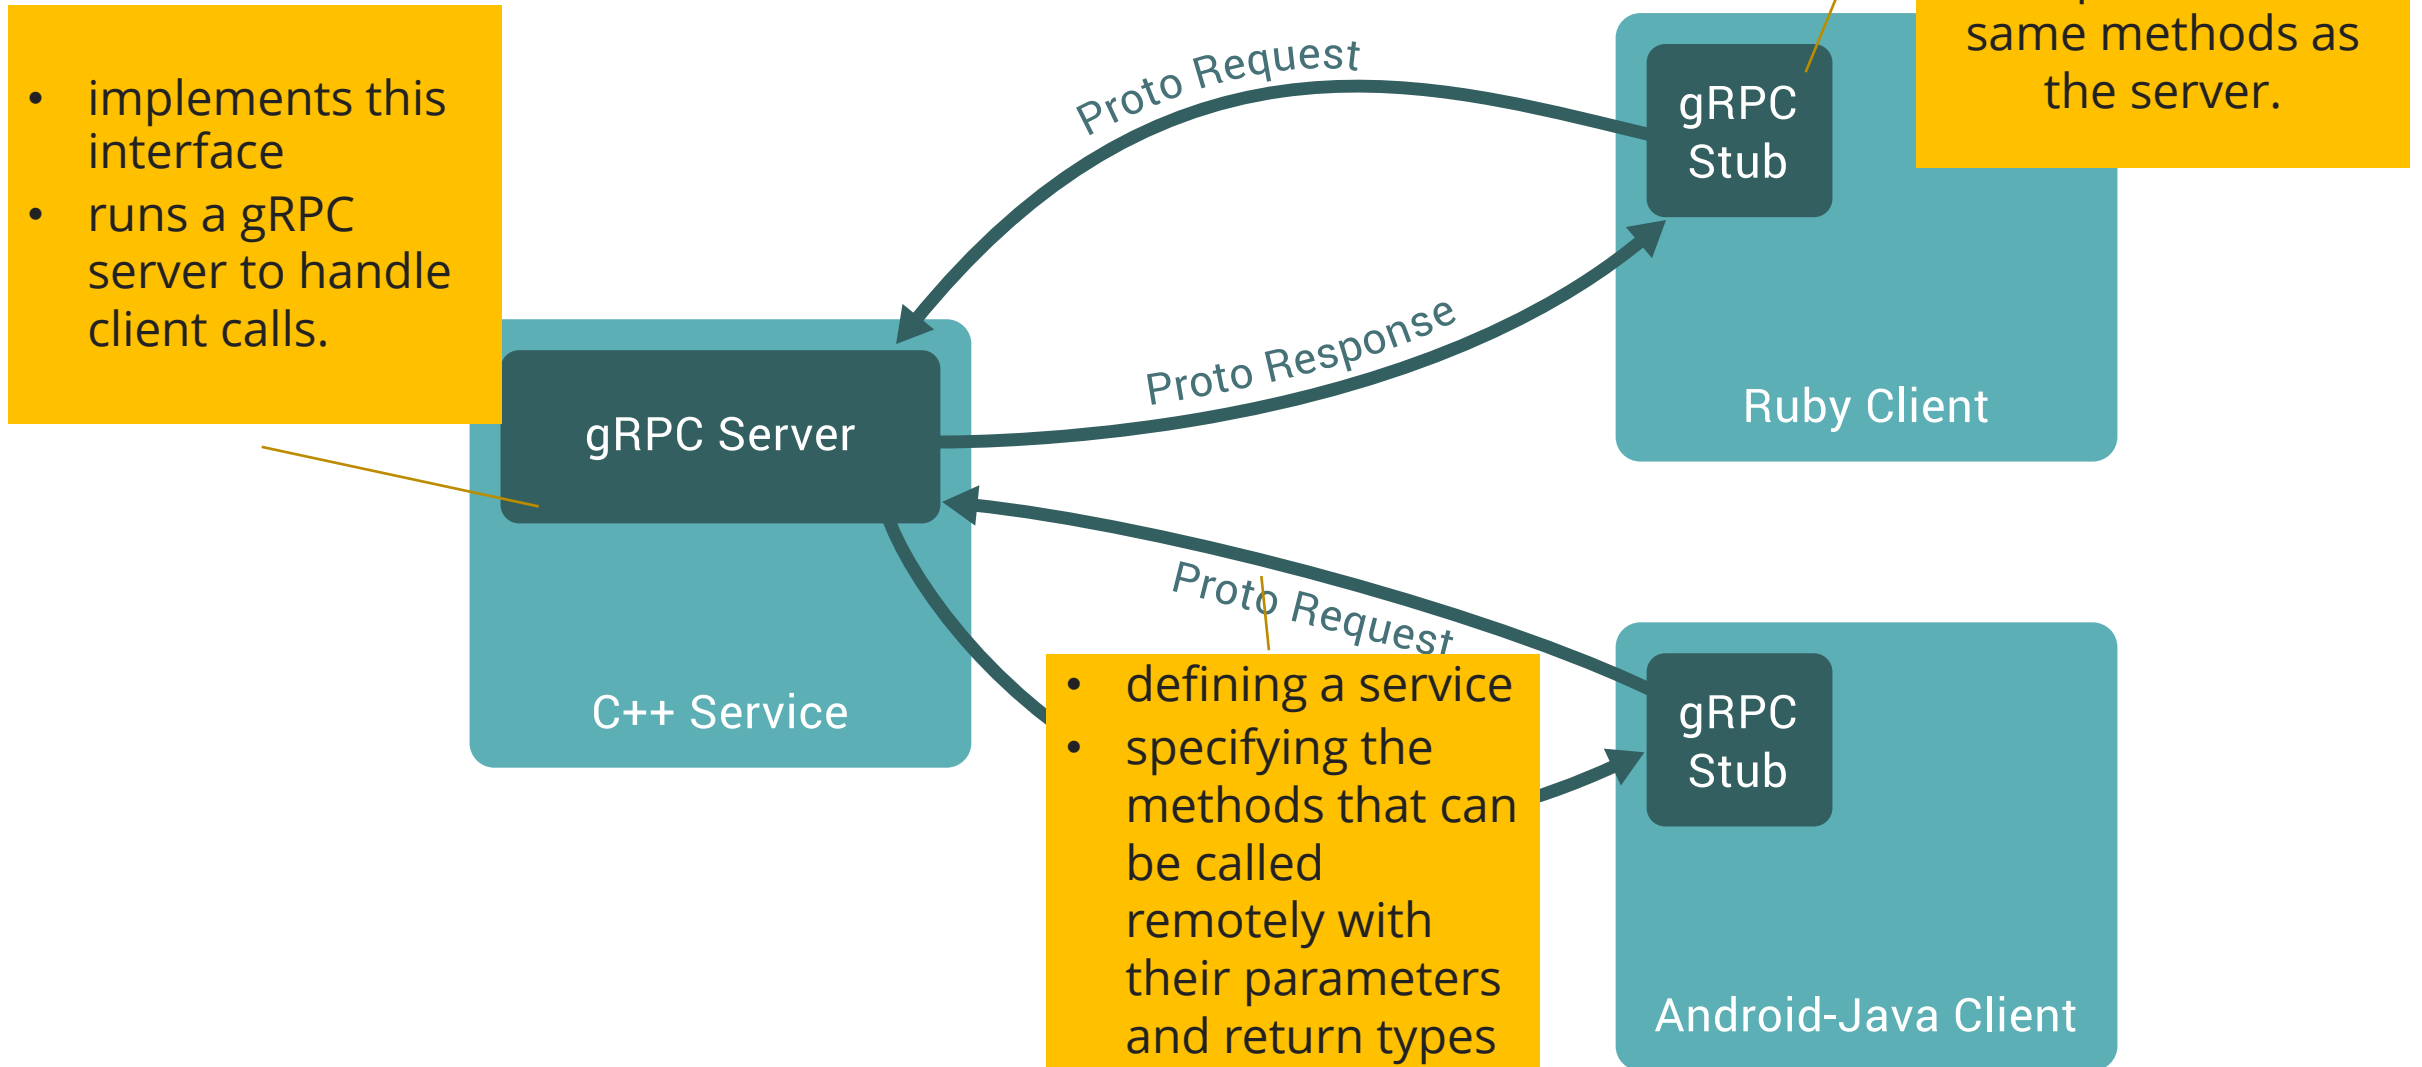 • implements this
interface
• runs a gRPC
server to handle
client calls.
Proto Request
same methods as
the server.
gRPC
Stub
Proto Response
Ruby Client
gRPC Server
C++ Service
Proto Request
• defining a service
• specifying the
methods that can
be called
remotely with
their parameters
and return types
gRPC
Stub
Android-Java Client